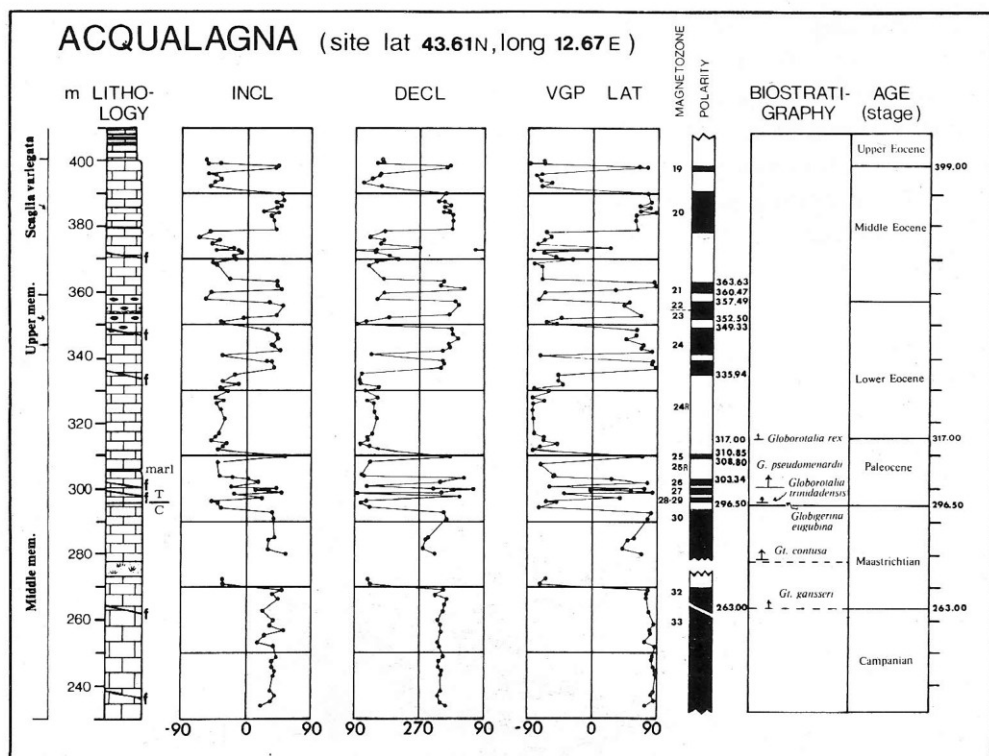 ACQUALAGNA (site lat 43.61N, long 12.67E)
m LITHO-LOGY INCL DECL VGP LAT MAGNETOZONE POLARITY BIOSTRATI-GRAPHY AGE (stage)
Scaglia variegata
Upper mem.
Middle mem.
400
380
360
340
320
300
280
260
240
f
f
f
marl
f
f
T
C
f
f
-90 0 90
90 270 90
-90 0 90
19
20
21
22
23
24
24R
25
25R
26
27
28-29
30
32
33
363.63
360.47
357.49
352.50
349.33
335.94
317.00
310.85
308.80
303.34
296.50
263.00
Globorotalia rex
G. pseudomenardii
Globorotalia
trinidadensis
Globigerina
eugubina
Gt. contusa
Gt. gansseri
Upper Eocene
399.00
Middle Eocene
Lower Eocene
317.00
Paleocene
296.50
Maastrichtian
263.00
Campanian